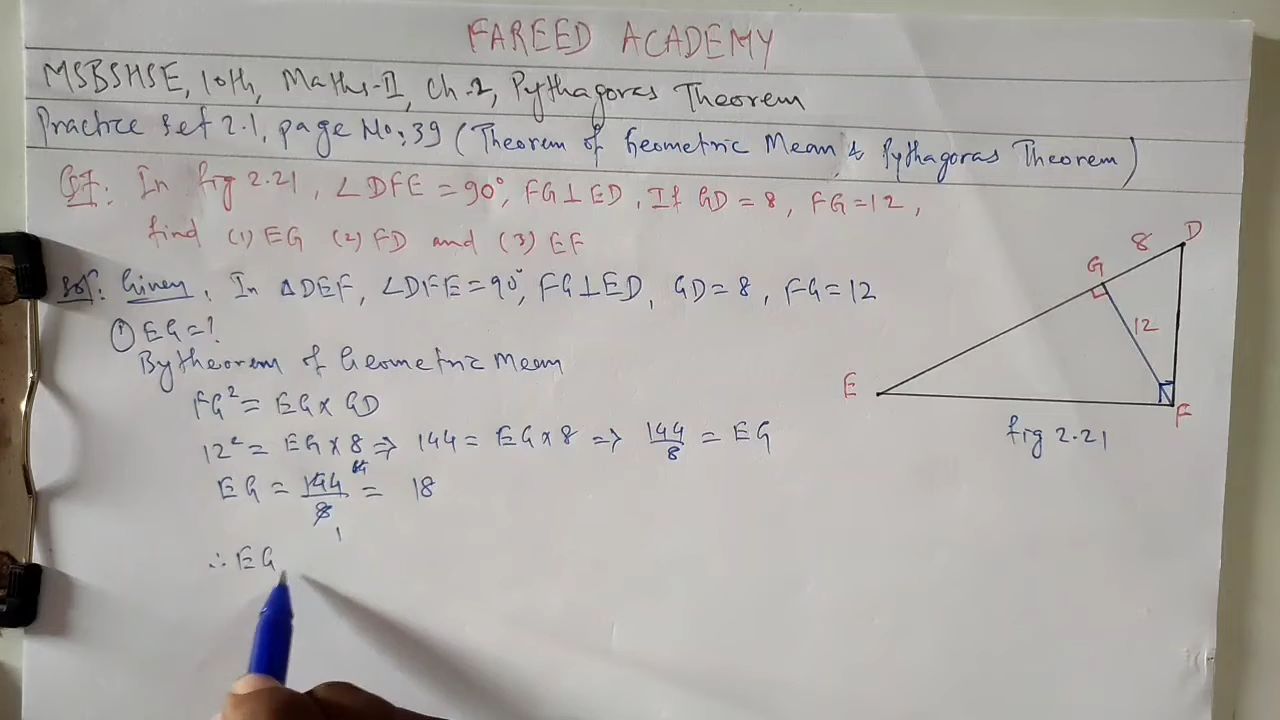 FAREED ACADEMY
MSBSHSE, 10th, Maths-II, Ch-2, Pythagoras Theorem
Practice Set 2.1, page No: 39 (Theorem of Geometric Mean & Pythagoras Theorem)
In fig 2.21, ∠DFE = 90°, FG⊥ED, If GD = 8, FG = 12,
find (1) EG (2) FD and (3) EF
Solⁿ: Given, In ΔDEF, ∠DFE = 90°, FG⊥ED, GD = 8, FG = 12
① EG = ?
By theorem of Geometric Mean
FG² = EG × GD
12² = EG × 8 ⇒ 144 = EG × 8 ⇒ 144/8 = EG
EG = 144/8 = 18
1
∴ EG
D
8
G
12
E
F
fig 2.21